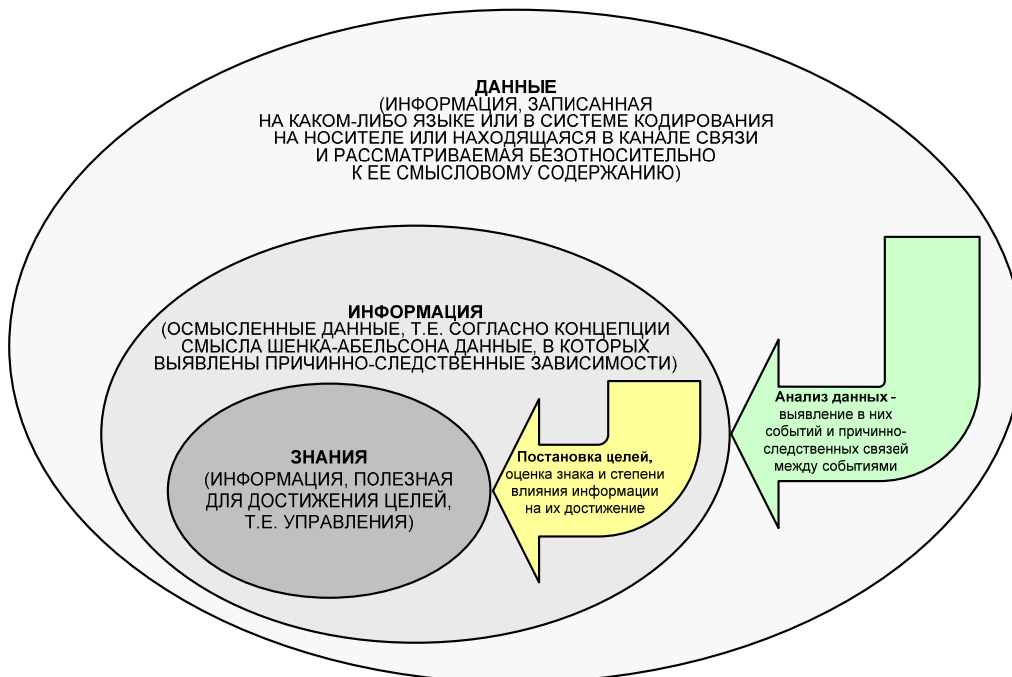 ДАННЫЕ
(ИНФОРМАЦИЯ, ЗАПИСАННАЯ
НА КАКОМ-ЛИБО ЯЗЫКЕ ИЛИ В СИСТЕМЕ КОДИРОВАНИЯ
НА НОСИТЕЛЕ ИЛИ НАХОДЯЩАЯСЯ В КАНАЛЕ СВЯЗИ
И РАССМАТРИВАЕМАЯ БЕЗОТНОСИТЕЛЬНО
К ЕЕ СМЫСЛОВОМУ СОДЕРЖАНИЮ)
ИНФОРМАЦИЯ
(ОСМЫСЛЕННЫЕ ДАННЫЕ, Т.Е. СОГЛАСНО КОНЦЕПЦИИ
СМЫСЛА ШЕНКА-АБЕЛЬСОНА ДАННЫЕ, В КОТОРЫХ
ВЫЯВЛЕНЫ ПРИЧИННО-СЛЕДСТВЕННЫЕ ЗАВИСИМОСТИ)
Анализ данных -
выявление в них
событий и причинно-
следственных связей
между событиями
Постановка целей,
оценка знака и степени
влияния информации
на их достижение
ЗНАНИЯ
(ИНФОРМАЦИЯ, ПОЛЕЗНАЯ
ДЛЯ ДОСТИЖЕНИЯ ЦЕЛЕЙ,
Т.Е. УПРАВЛЕНИЯ)